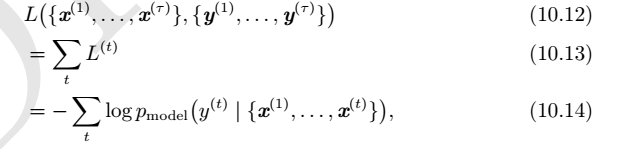 L({x^(1), . . . , x^(τ)}, {y^(1), . . . , y^(τ)}) (10.12)
= ∑_t L^(t) (10.13)
= − ∑_t log p_model(y^(t) | {x^(1), . . . , x^(t)}), (10.14)